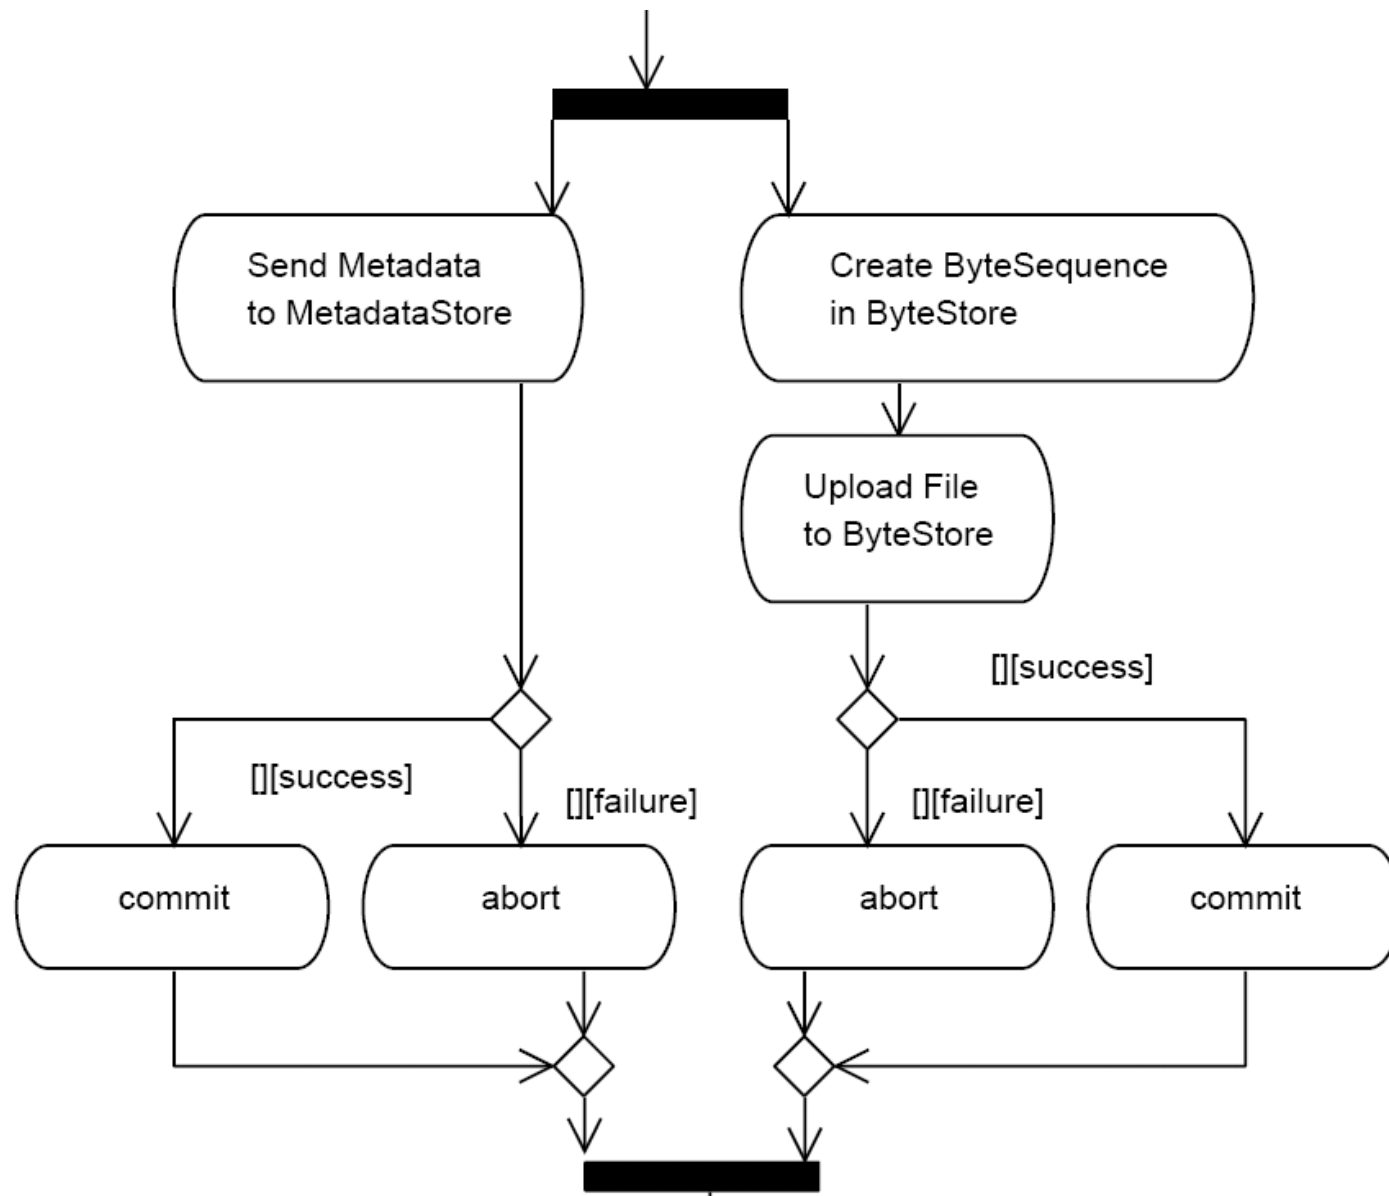 Send Metadata
to MetadataStore
Create ByteSequence
in ByteStore
Upload File
to ByteStore
[][success]
[][success]
[][failure]
[][failure]
commit
abort
abort
commit